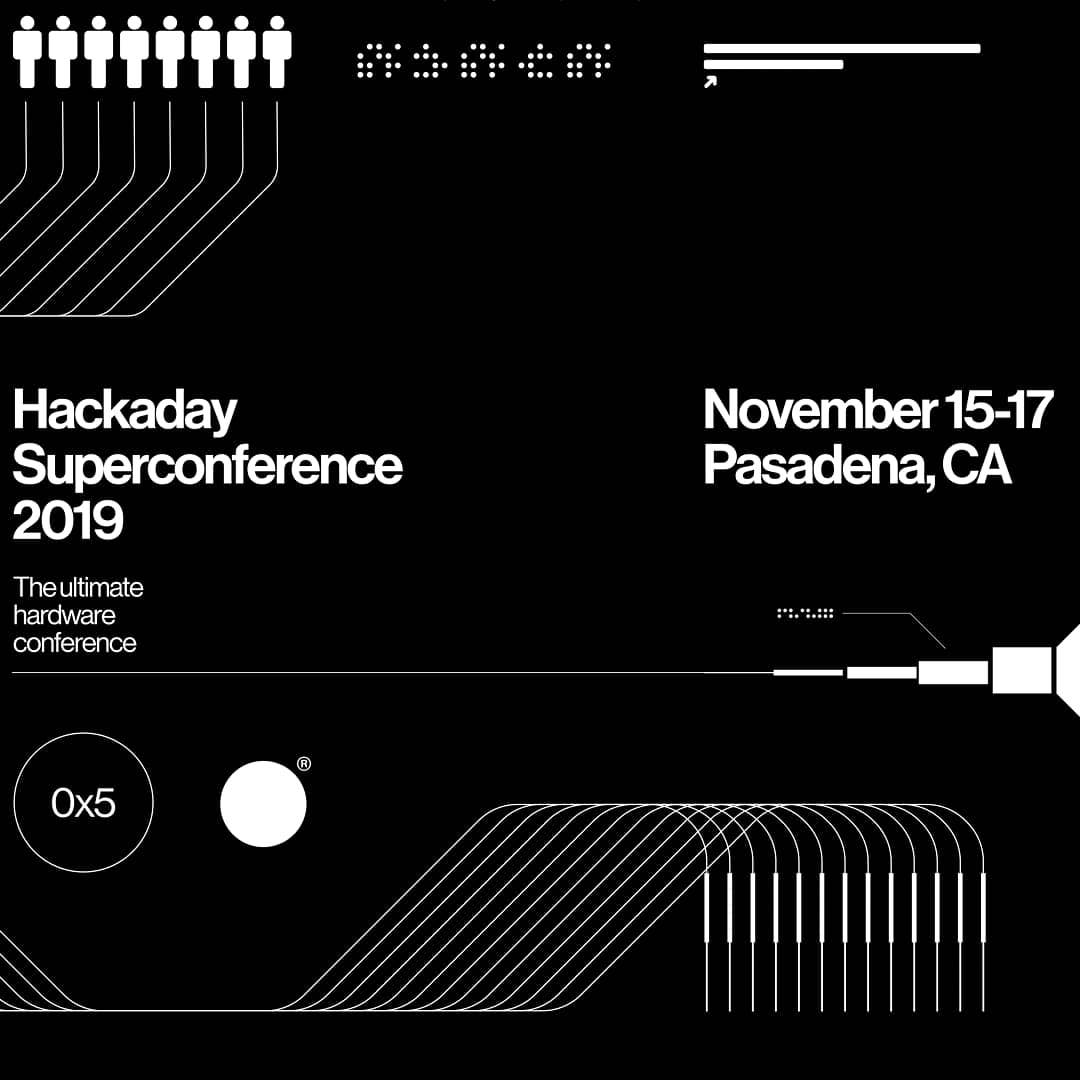 Hackaday
Superconference
2019
November 15-17
Pasadena, CA
The ultimate
hardware
conference
0x5
®